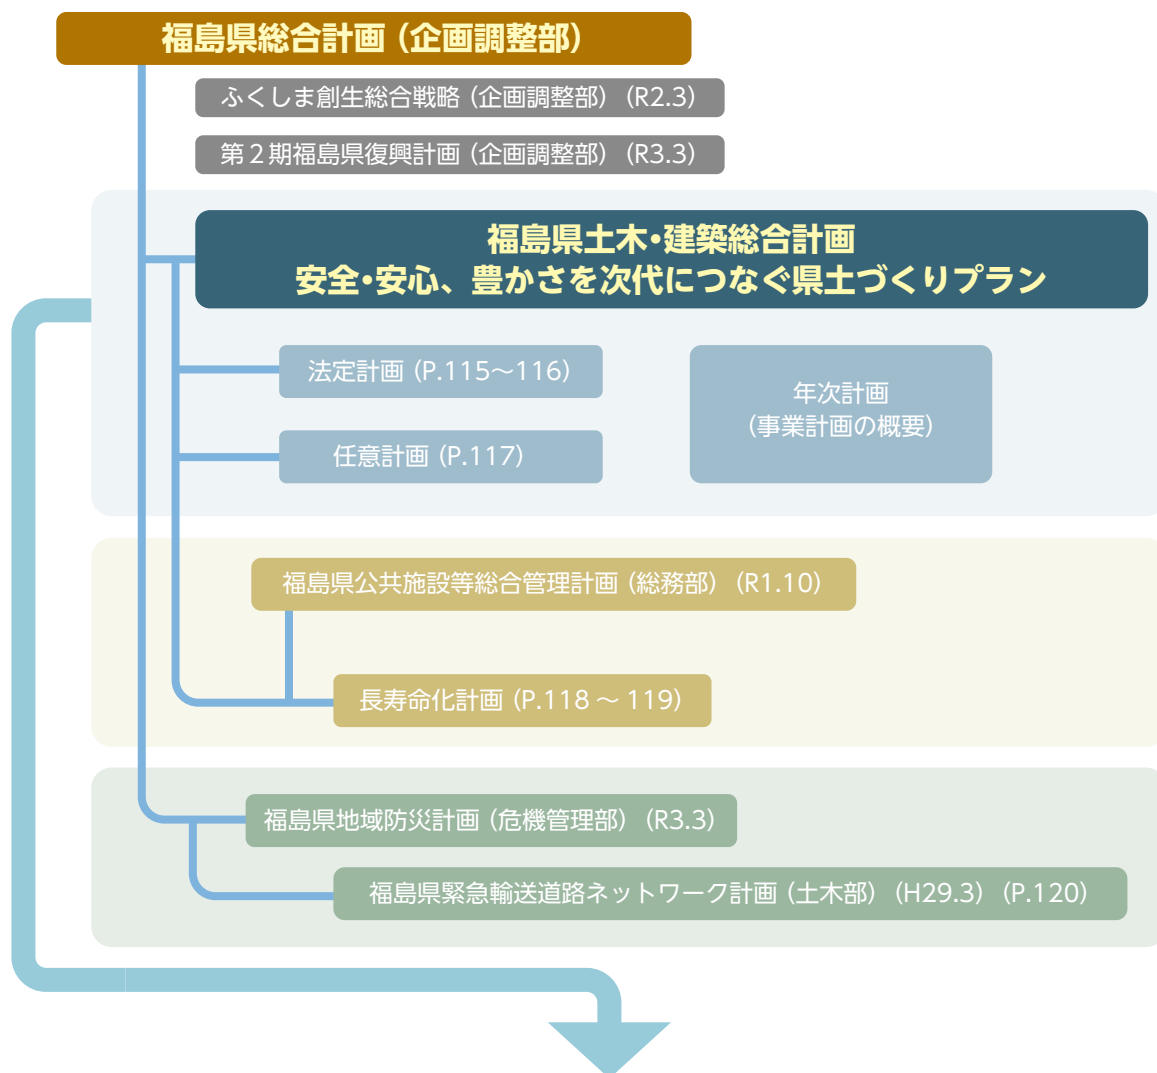 福島県総合計画（企画調整部）
ふくしま創生総合戦略（企画調整部）（R2.3）
第２期福島県復興計画（企画調整部）（R3.3）
福島県土木・建築総合計画
安全・安心、豊かさを次代につなぐ県土づくりプラン
法定計画（P.115～116）
年次計画
（事業計画の概要）
任意計画（P.117）
福島県公共施設等総合管理計画（総務部）（R1.10）
長寿命化計画（P.118 ～ 119）
福島県地域防災計画（危機管理部）（R3.3）
福島県緊急輸送道路ネットワーク計画（土木部）（H29.3）（P.120）